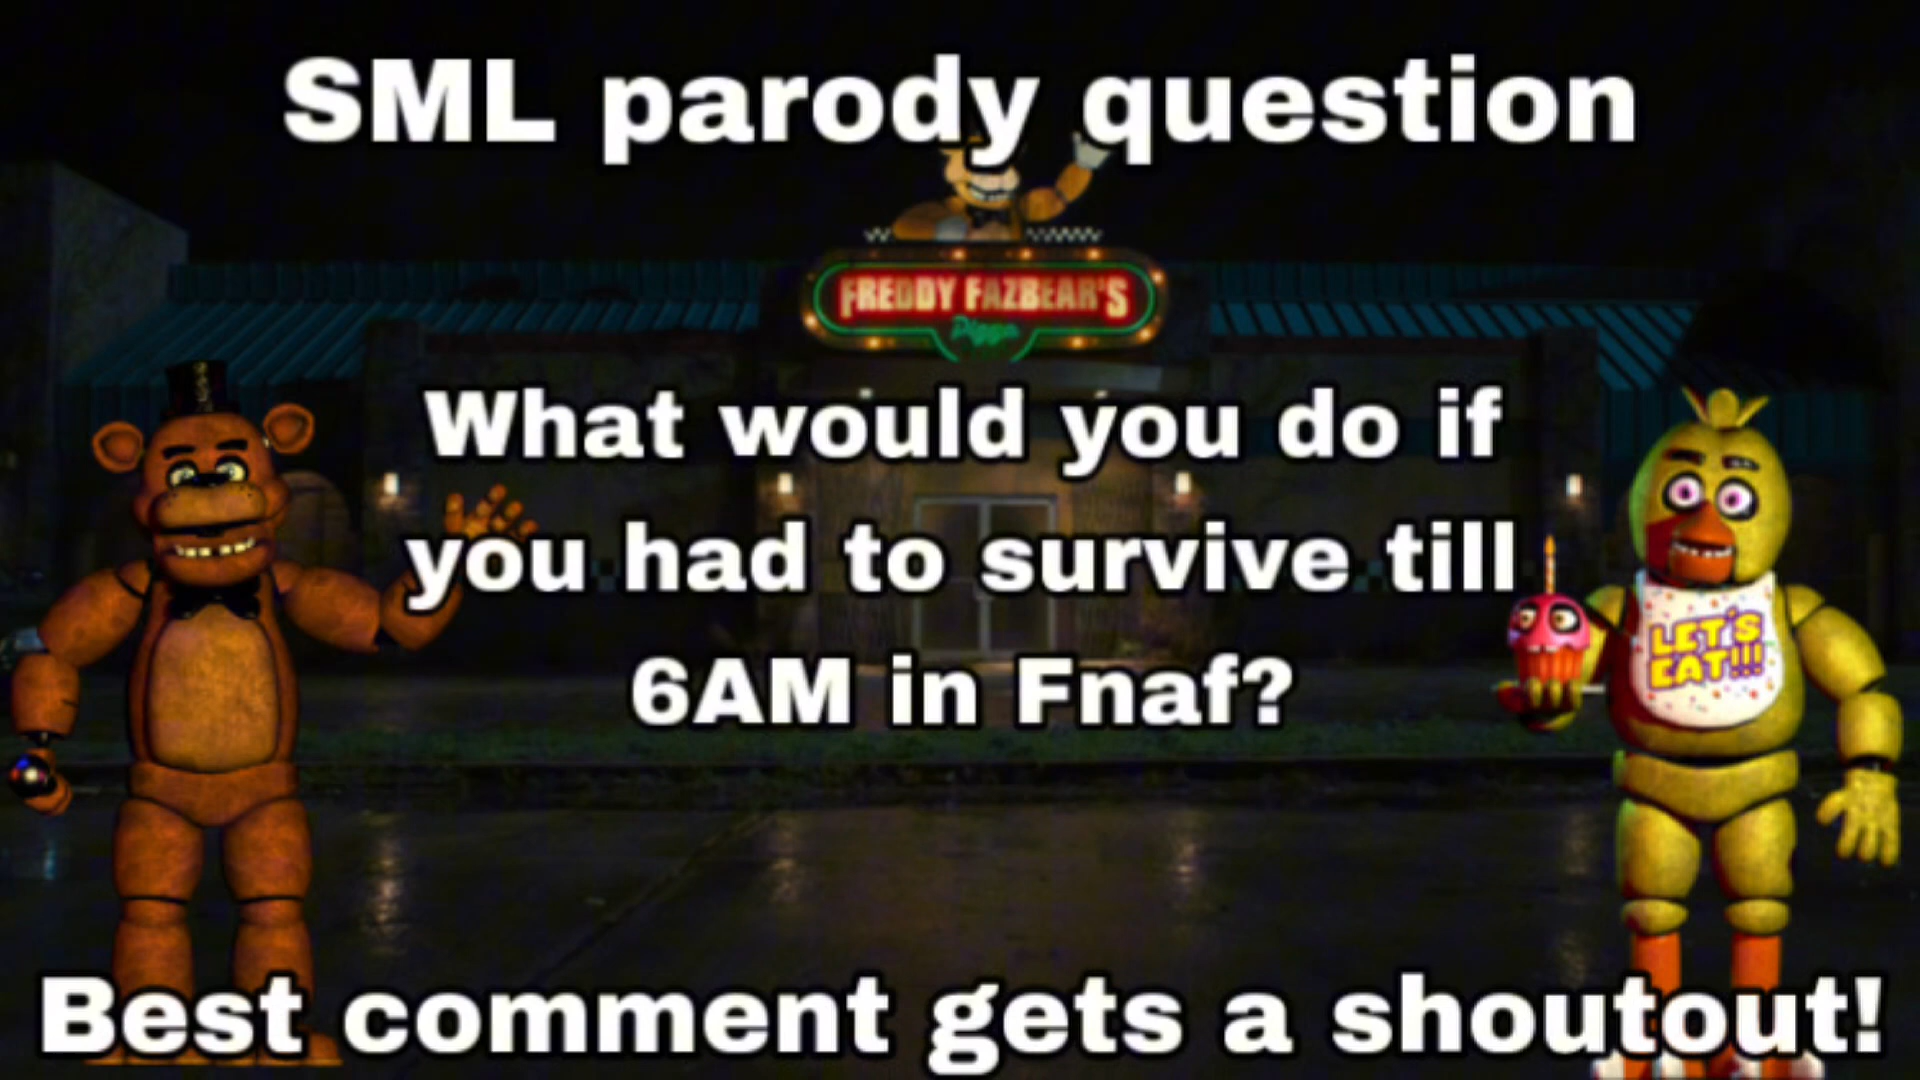 SML parody question
FREDDY FAZBEAR'S
Pizza
What would you do if
you had to survive till
6AM in Fnaf?
LET'S
EAT!!!
Best comment gets a shoutout!